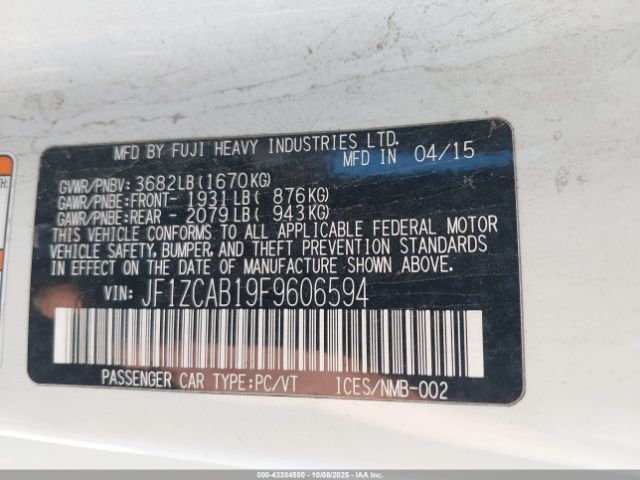 MFD BY FUJI HEAVY INDUSTRIES LTD.
MFD IN 04/15
GVWR/PNBV: 3682LB(1670KG)
GAWR/PNBE:FRONT- 1931LB( 876KG)
GAWR/PNBE:REAR - 2079LB( 943KG)
THIS VEHICLE CONFORMS TO ALL APPLICABLE FEDERAL MOTOR
VEHICLE SAFETY, BUMPER, AND THEFT PREVENTION STANDARDS
IN EFFECT ON THE DATE OF MANUFACTURE SHOWN ABOVE.
VIN: JF1ZCAB19F9606594
PASSENGER CAR TYPE:PC/VT ICES/NMB-002
000-43384550 | 10/08/2025 | IAAI.com